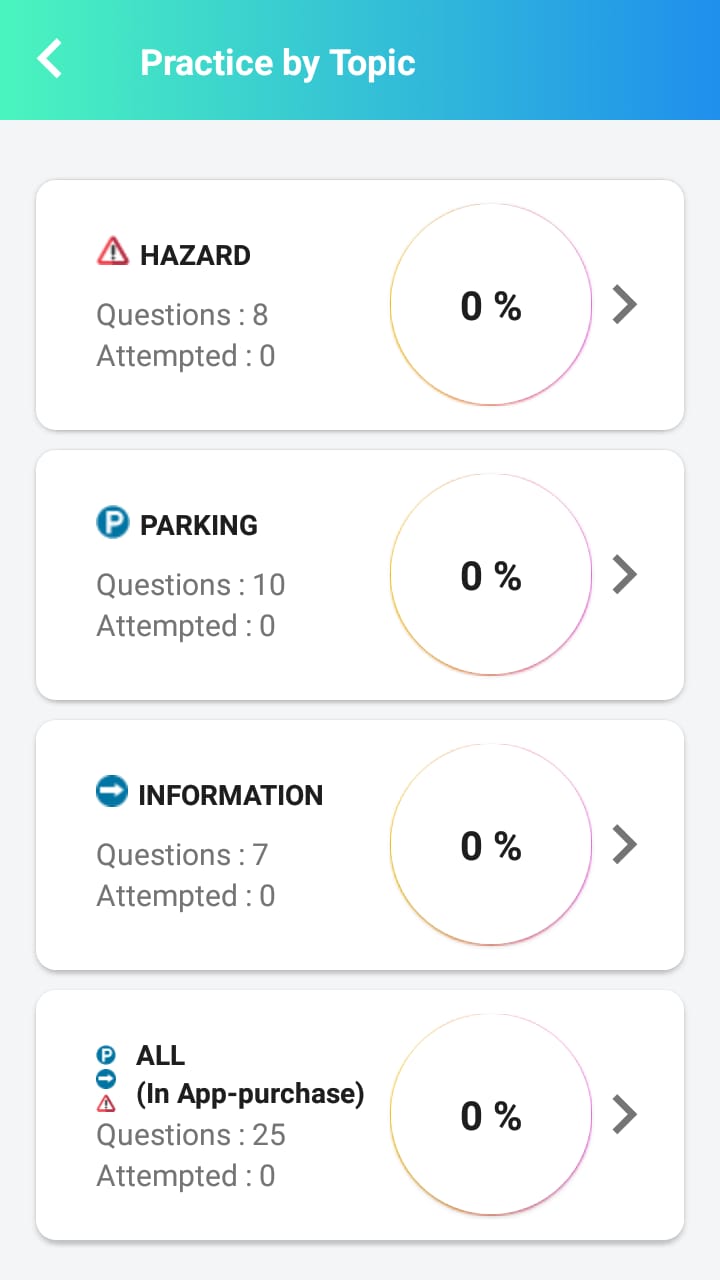 Practice by Topic
HAZARD
Questions : 8
Attempted : 0
0 %
P PARKING
Questions : 10
Attempted : 0
0 %
INFORMATION
Questions : 7
Attempted : 0
0 %
P ALL
(In App-purchase)
Questions : 25
Attempted : 0
0 %